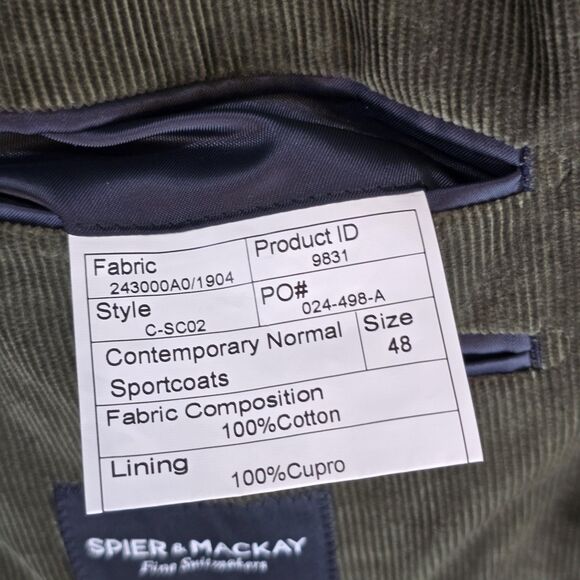 Fabric
243000A0/1904
Product ID
9831
Style
C-SC02
PO#
024-498-A
Contemporary Normal
Sportcoats
Size
48
Fabric Composition
100%Cotton
Lining
100%Cupro
SPIER & MACKAY
Fine Suitmakers